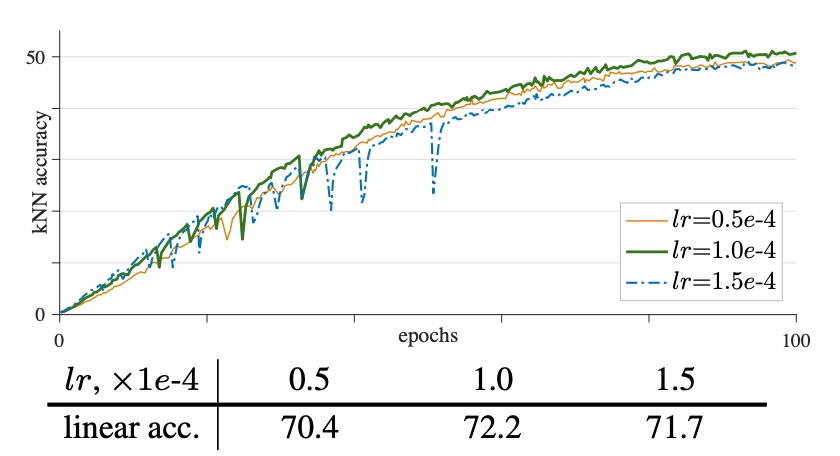 50
kNN accuracy
lr=0.5e-4
lr=1.0e-4
lr=1.5e-4
0
0
epochs
100
lr, ×1e-4 0.5 1.0 1.5
linear acc. 70.4 72.2 71.7